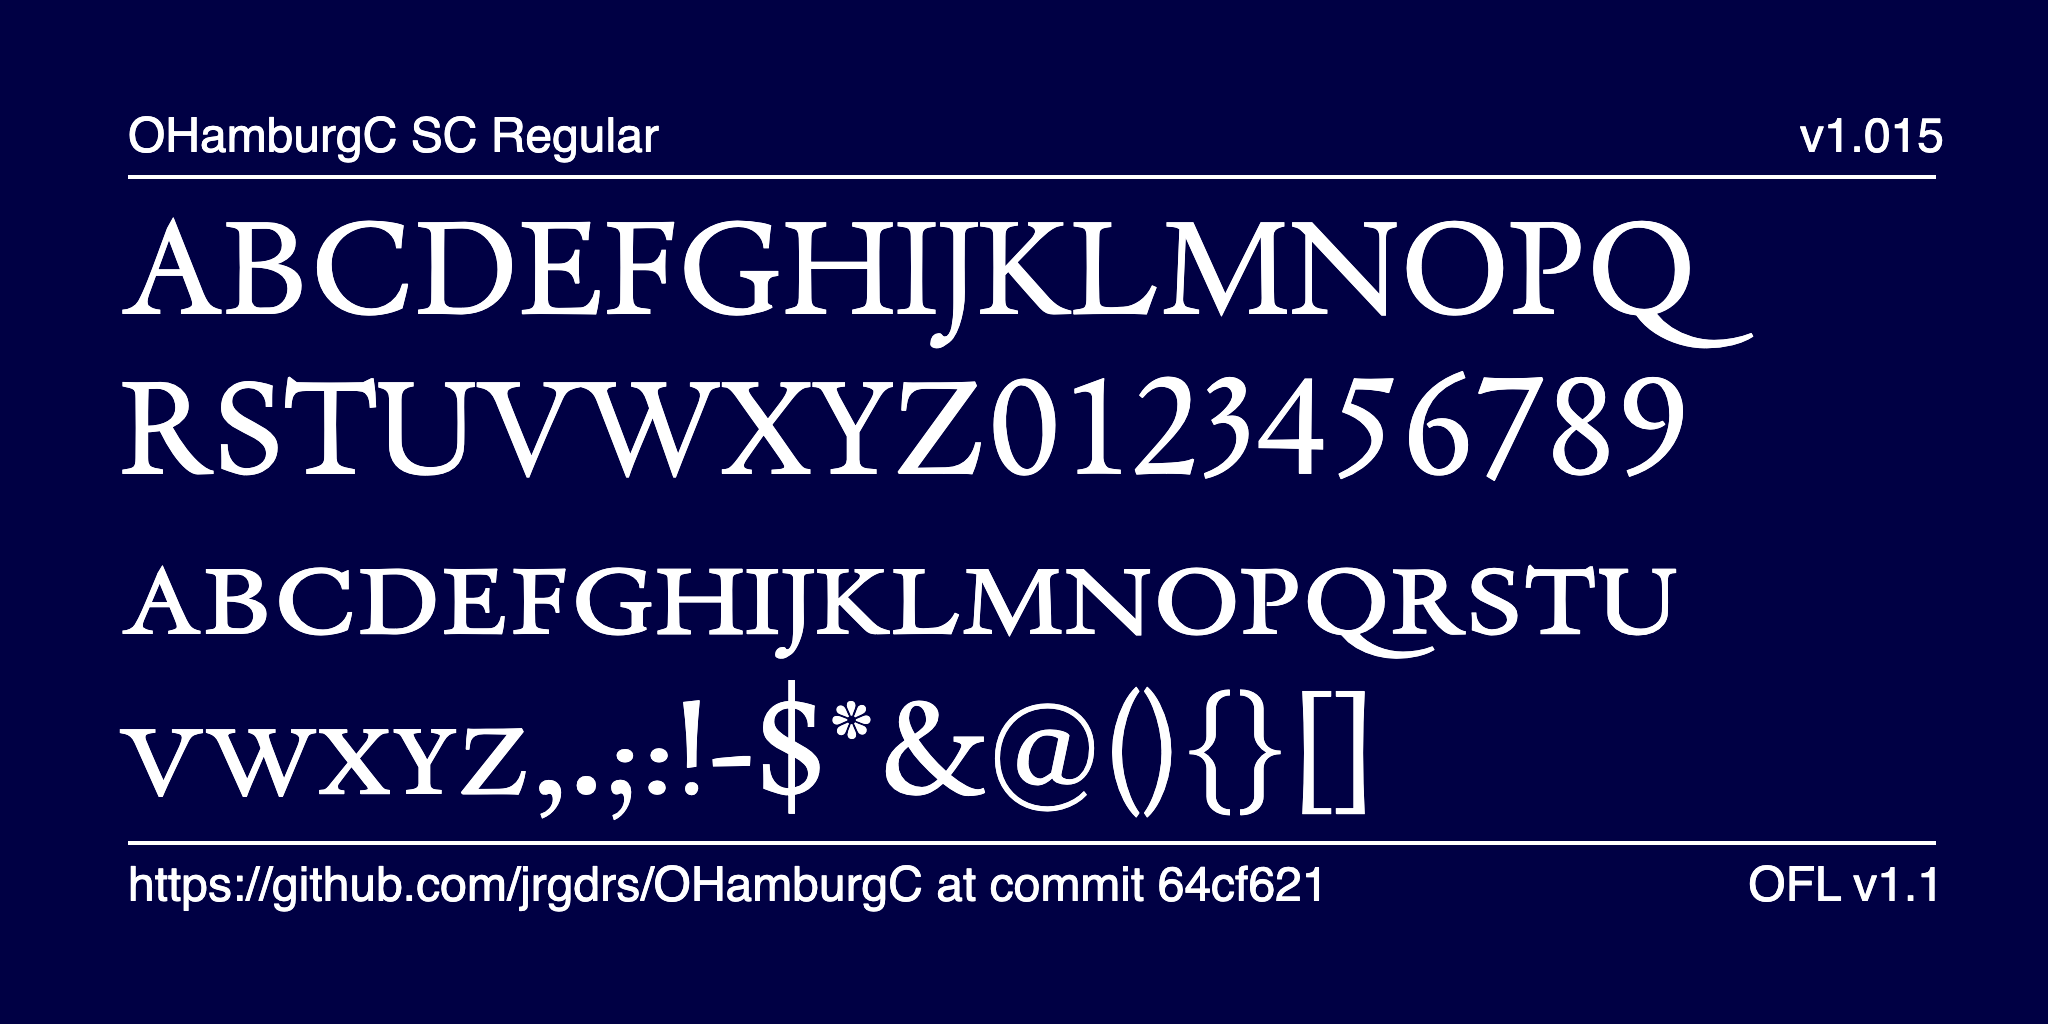 OHamburgC SC Regular
v1.015
ABCDEFGHIJKLMNOPQ
RSTUVWXYZ0123456789
ABCDEFGHIJKLMNOPQRSTU
VWXYZ,.;:!-$*&@(){}[]
https://github.com/jrgdrs/OHamburgC at commit 64cf621
OFL v1.1